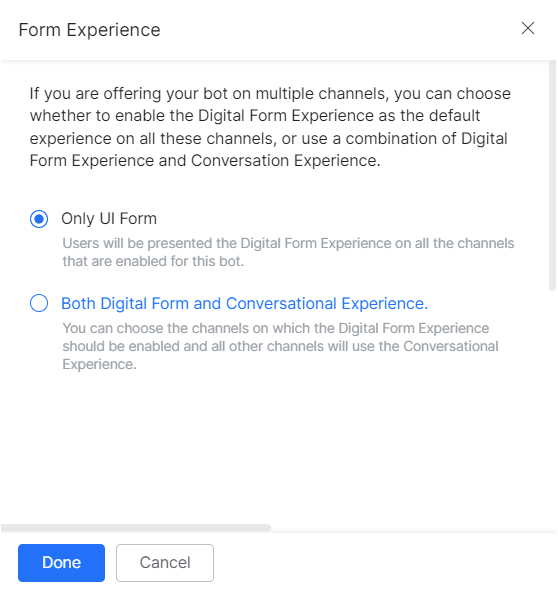 Form Experience
If you are offering your bot on multiple channels, you can choose
whether to enable the Digital Form Experience as the default
experience on all these channels, or use a combination of Digital
Form Experience and Conversation Experience.
Only UI Form
Users will be presented the Digital Form Experience on all the channels
that are enabled for this bot.
Both Digital Form and Conversational Experience.
You can choose the channels on which the Digital Form Experience
should be enabled and all other channels will use the Conversational
Experience.
Done Cancel